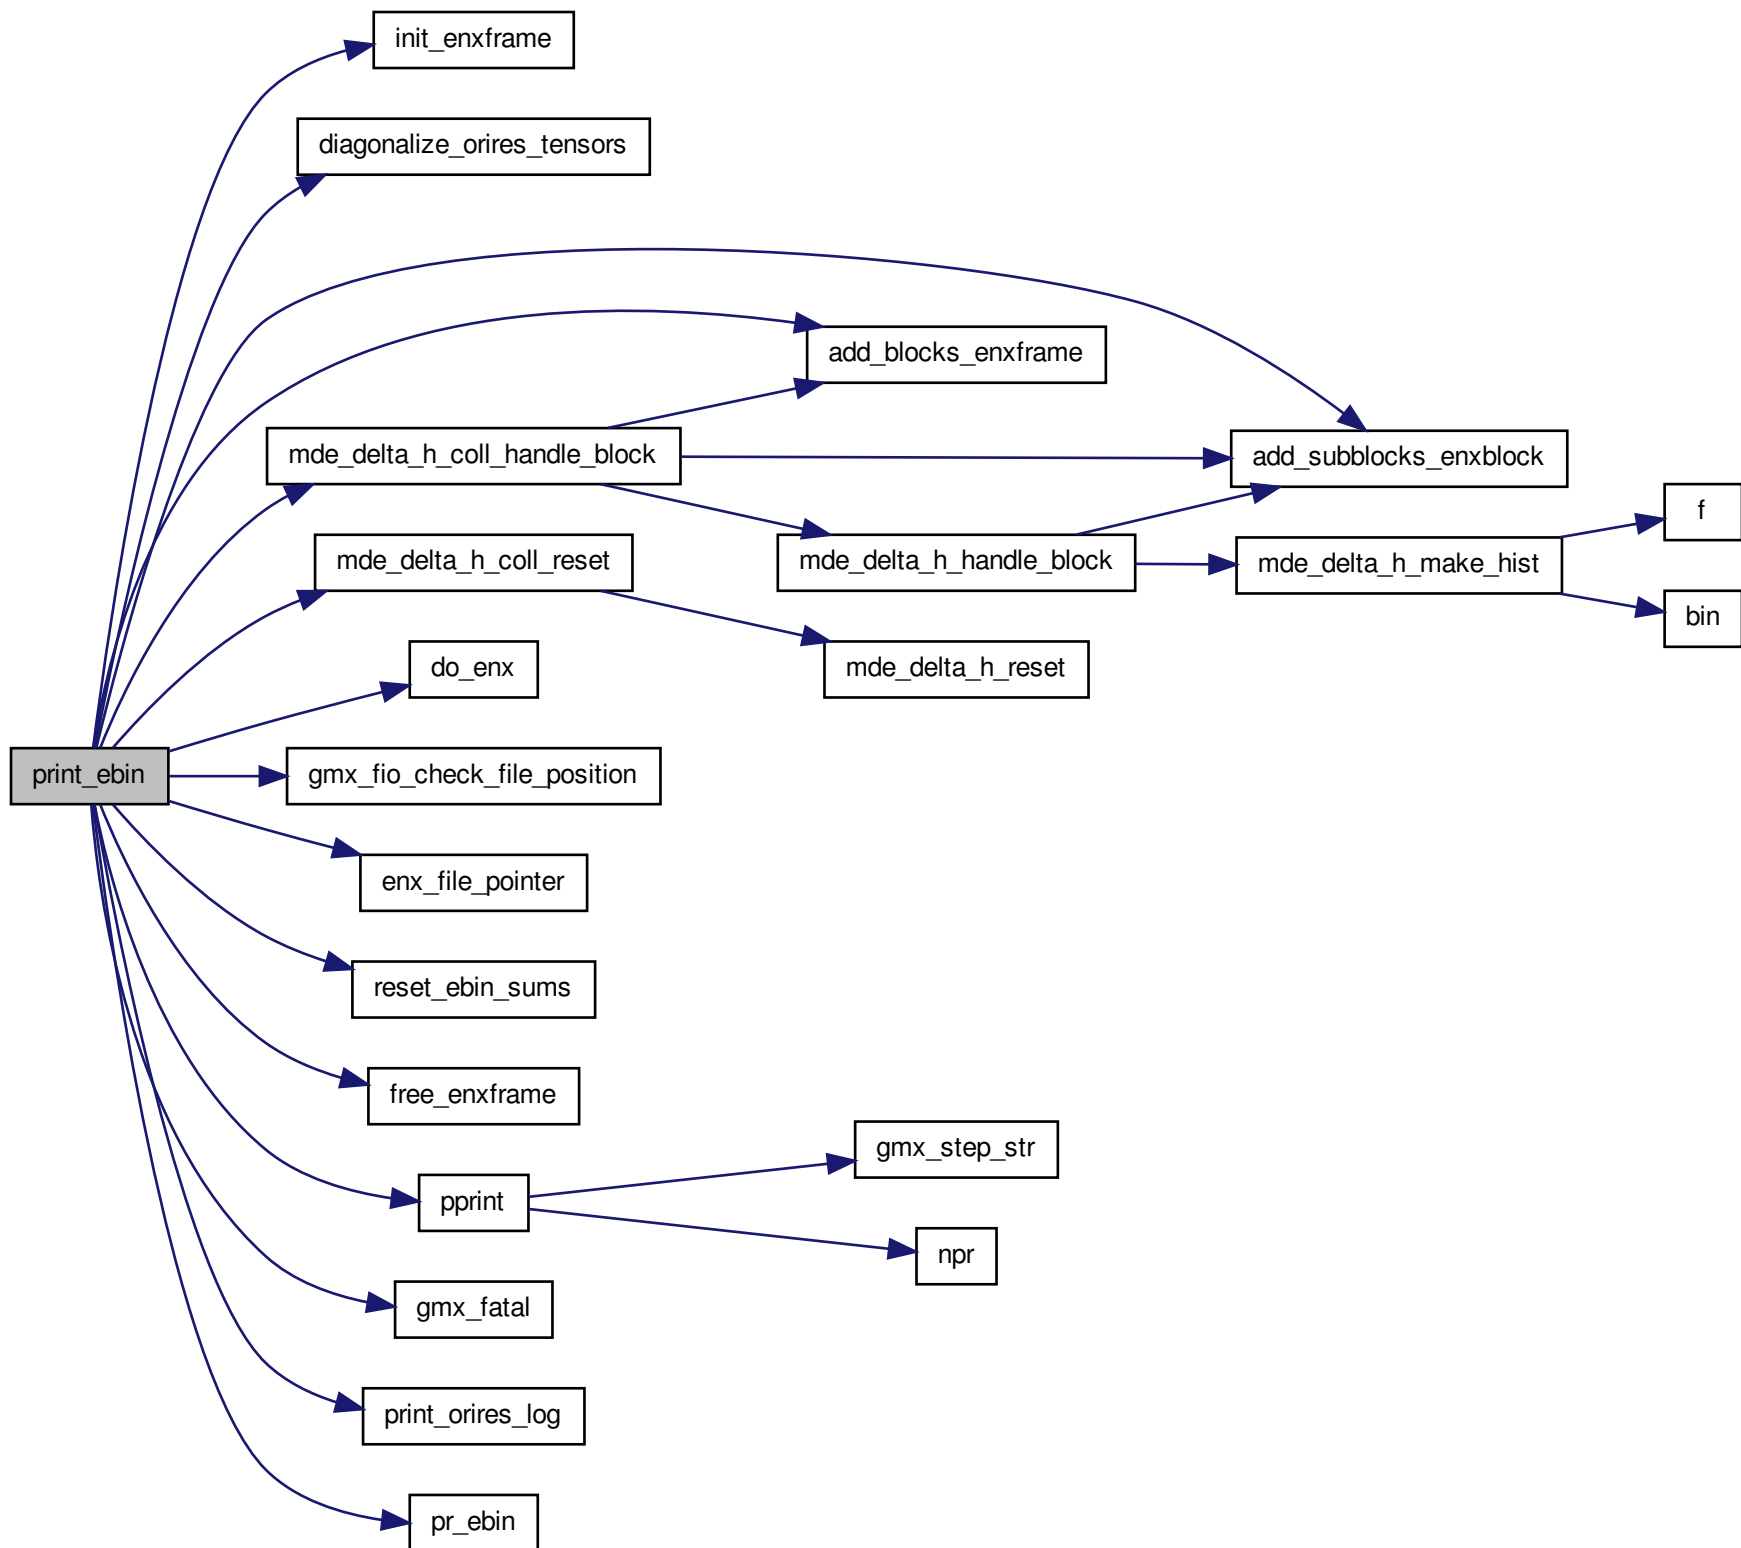 init_enxframe
diagonalize_orires_tensors
add_blocks_enxframe
mde_delta_h_coll_handle_block
add_subblocks_enxblock
f
mde_delta_h_coll_reset
mde_delta_h_handle_block
mde_delta_h_make_hist
bin
do_enx
mde_delta_h_reset
print_ebin
gmx_fio_check_file_position
enx_file_pointer
reset_ebin_sums
free_enxframe
gmx_step_str
pprint
npr
gmx_fatal
print_orires_log
pr_ebin